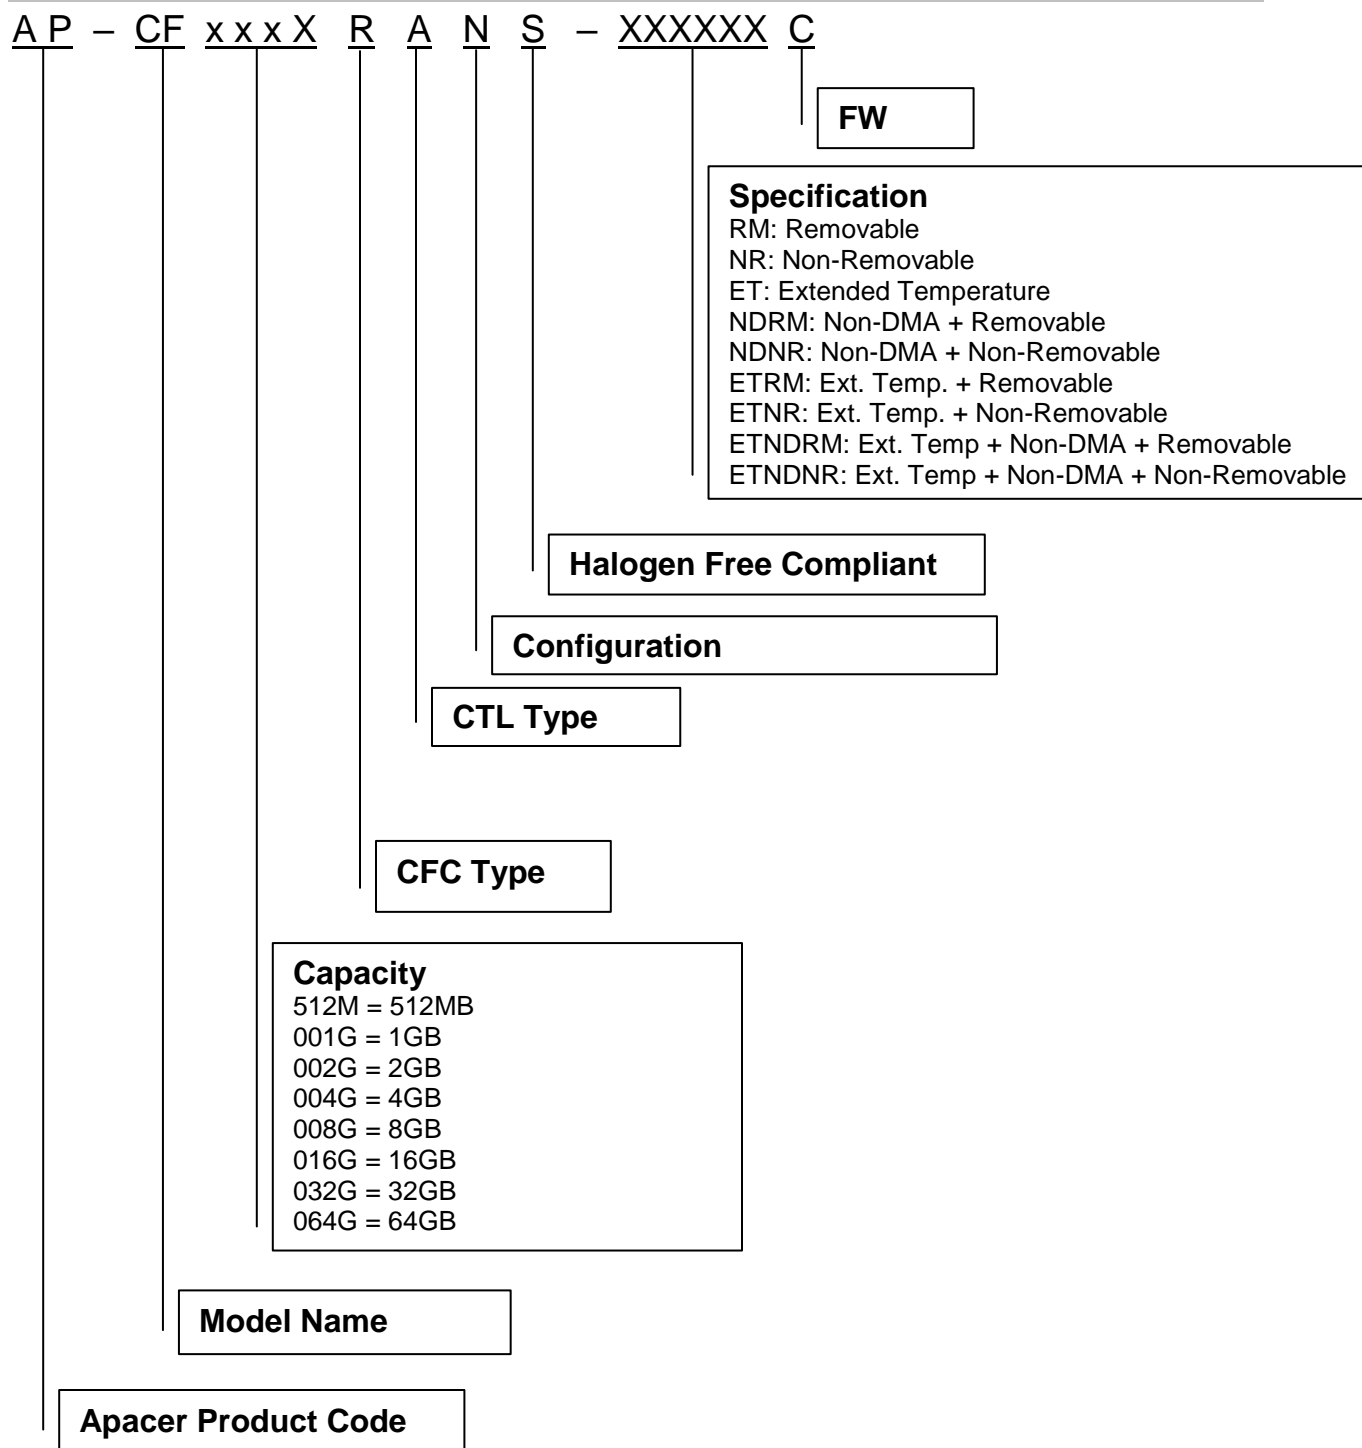 A P – CF x x x X R A N S – XXXXXX C
FW
Specification
RM: Removable
NR: Non-Removable
ET: Extended Temperature
NDRM: Non-DMA + Removable
NDNR: Non-DMA + Non-Removable
ETRM: Ext. Temp. + Removable
ETNR: Ext. Temp. + Non-Removable
ETNDRM: Ext. Temp + Non-DMA + Removable
ETNDNR: Ext. Temp + Non-DMA + Non-Removable
Halogen Free Compliant
Configuration
CTL Type
CFC Type
Capacity
512M = 512MB
001G = 1GB
002G = 2GB
004G = 4GB
008G = 8GB
016G = 16GB
032G = 32GB
064G = 64GB
Model Name
Apacer Product Code